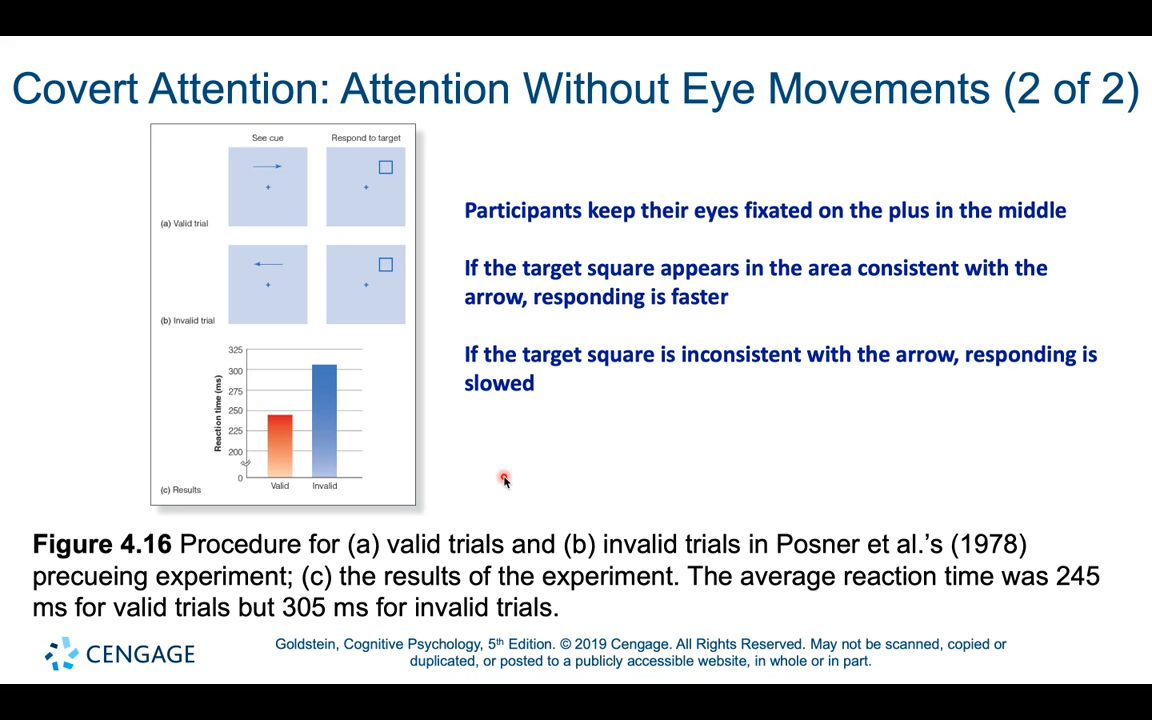 Covert Attention: Attention Without Eye Movements (2 of 2)
See cue
Respond to target
(a) Valid trial
(b) Invalid trial
325
300
275
250
225
200
0
Reaction time (ms)
Valid
Invalid
(c) Results
Participants keep their eyes fixated on the plus in the middle
If the target square appears in the area consistent with the
arrow, responding is faster
If the target square is inconsistent with the arrow, responding is
slowed
Figure 4.16 Procedure for (a) valid trials and (b) invalid trials in Posner et al.’s (1978)
precueing experiment; (c) the results of the experiment. The average reaction time was 245
ms for valid trials but 305 ms for invalid trials.
CENGAGE
Goldstein, Cognitive Psychology, 5th Edition. © 2019 Cengage. All Rights Reserved. May not be scanned, copied or
duplicated, or posted to a publicly accessible website, in whole or in part.